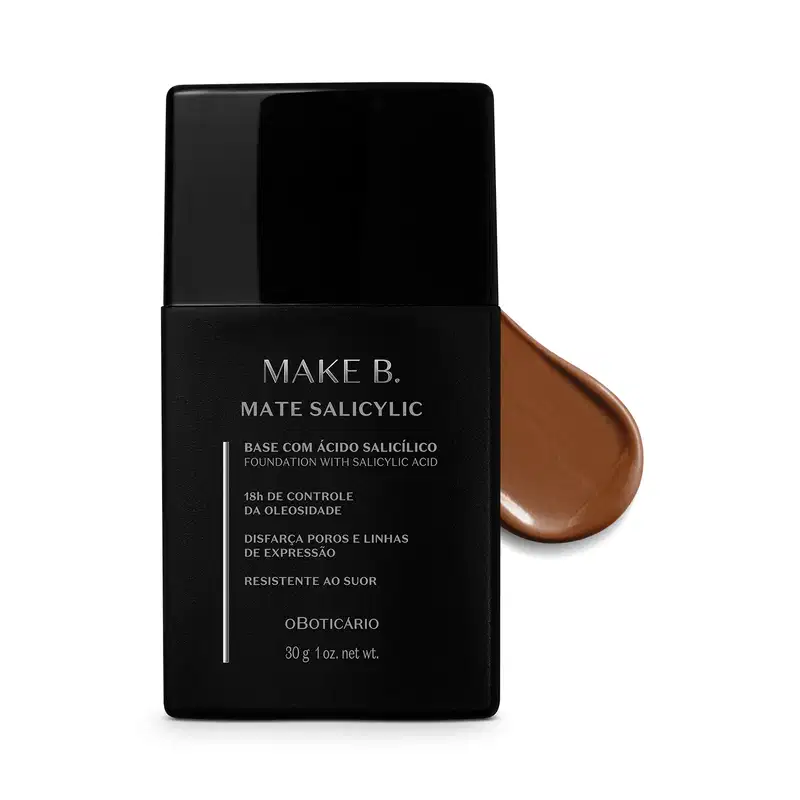 MAKE B.
MATE SALICYLIC
BASE COM ÁCIDO SALICÍLICO
FOUNDATION WITH SALICYLIC ACID
18h DE CONTROLE
DA OLEOSIDADE
DISFARÇA POROS E LINHAS
DE EXPRESSÃO
RESISTENTE AO SUOR
oBoticário
30 g 1 oz. net wt.